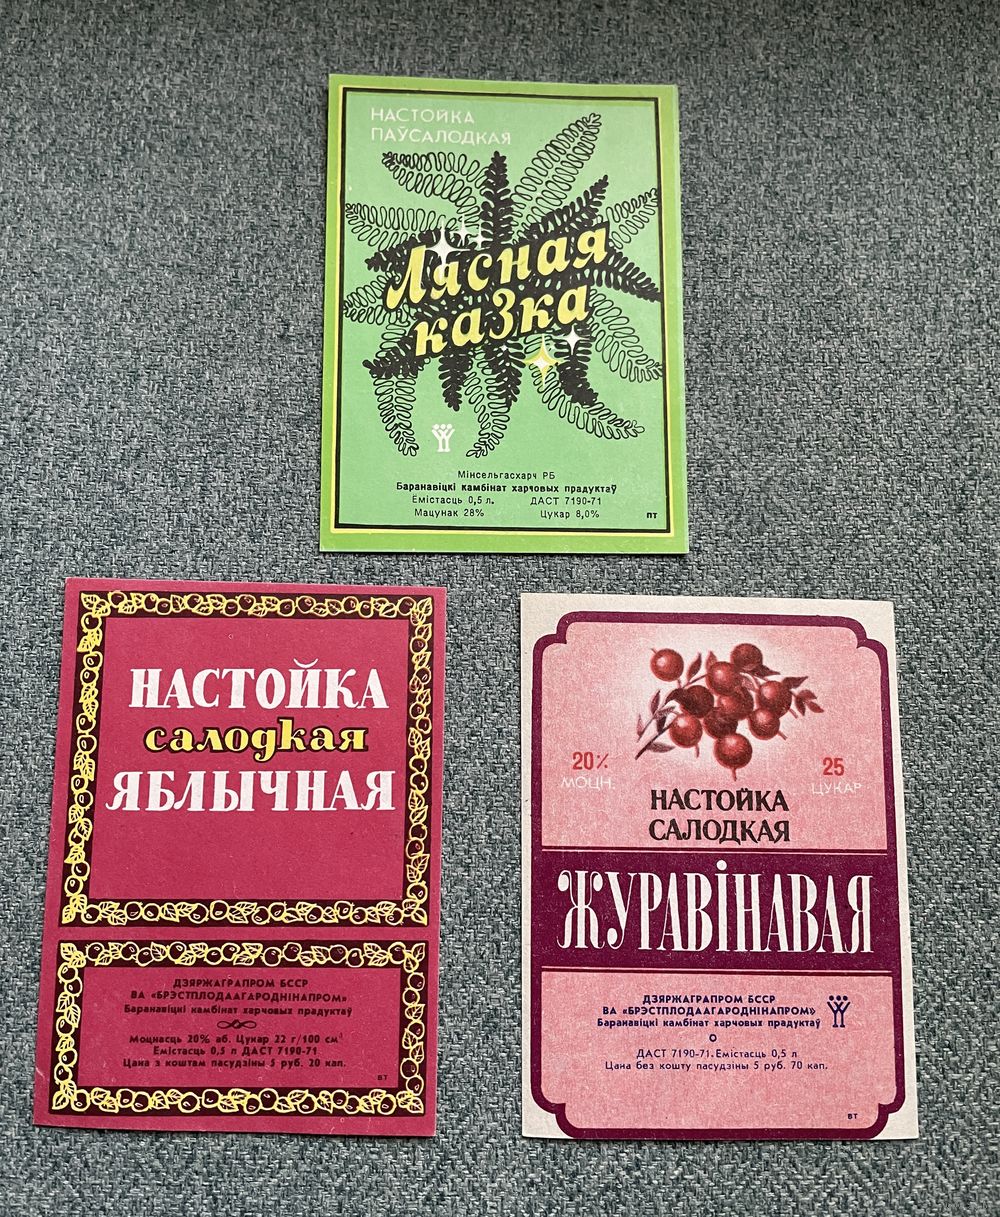 НАСТОЙКА
ПАЎСАЛОДКАЯ
Лясная
казка
Мінсельгасхарч РБ
Баранавіцкі камбінат харчовых прадуктаў
Ёмістасць 0,5 л. ДАСТ 7190-71
Мацунак 28% Цукар 8,0%
ПТ
НАСТОЙКА
салодкая
ЯБЛЫЧНАЯ
ДЗЯРЖАГРАПРОМ БССР
ВА «БРЭСТПЛОДААГАРОДНІНАПРОМ»
Баранавіцкі камбінат харчовых прадуктаў
Моцнасць 20% аб. Цукар 22 г/100 см³
Ёмістасць 0,5 л ДАСТ 7190-71
Цана з коштам пасудзіны 5 руб. 20 кап.
ВТ
20%
МОЦН.
25
ЦУКАР
НАСТОЙКА
САЛОДКАЯ
ЖУРАВІНАВАЯ
ДЗЯРЖАГРАПРОМ БССР
ВА «БРЭСТПЛОДААГАРОДНІНАПРОМ»
Баранавіцкі камбінат харчовых прадуктаў
ДАСТ 7190-71. Ёмістасць 0,5 л
Цана без кошту пасудзіны 5 руб. 70 кап.
ВТ